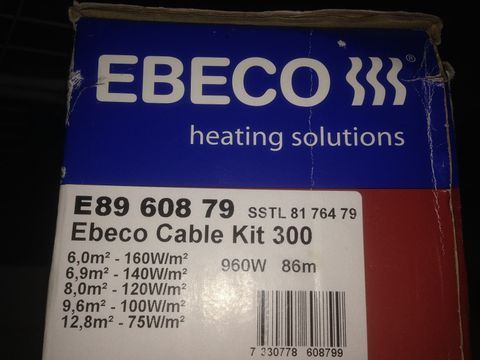 EBECO ®
heating solutions
E89 608 79 SSTL 81 764 79
Ebeco Cable Kit 300
6,0m² - 160W/m² 960W 86m
6,9m² - 140W/m²
8,0m² - 120W/m²
9,6m² - 100W/m²
12,8m² - 75W/m²
7 330778 608799